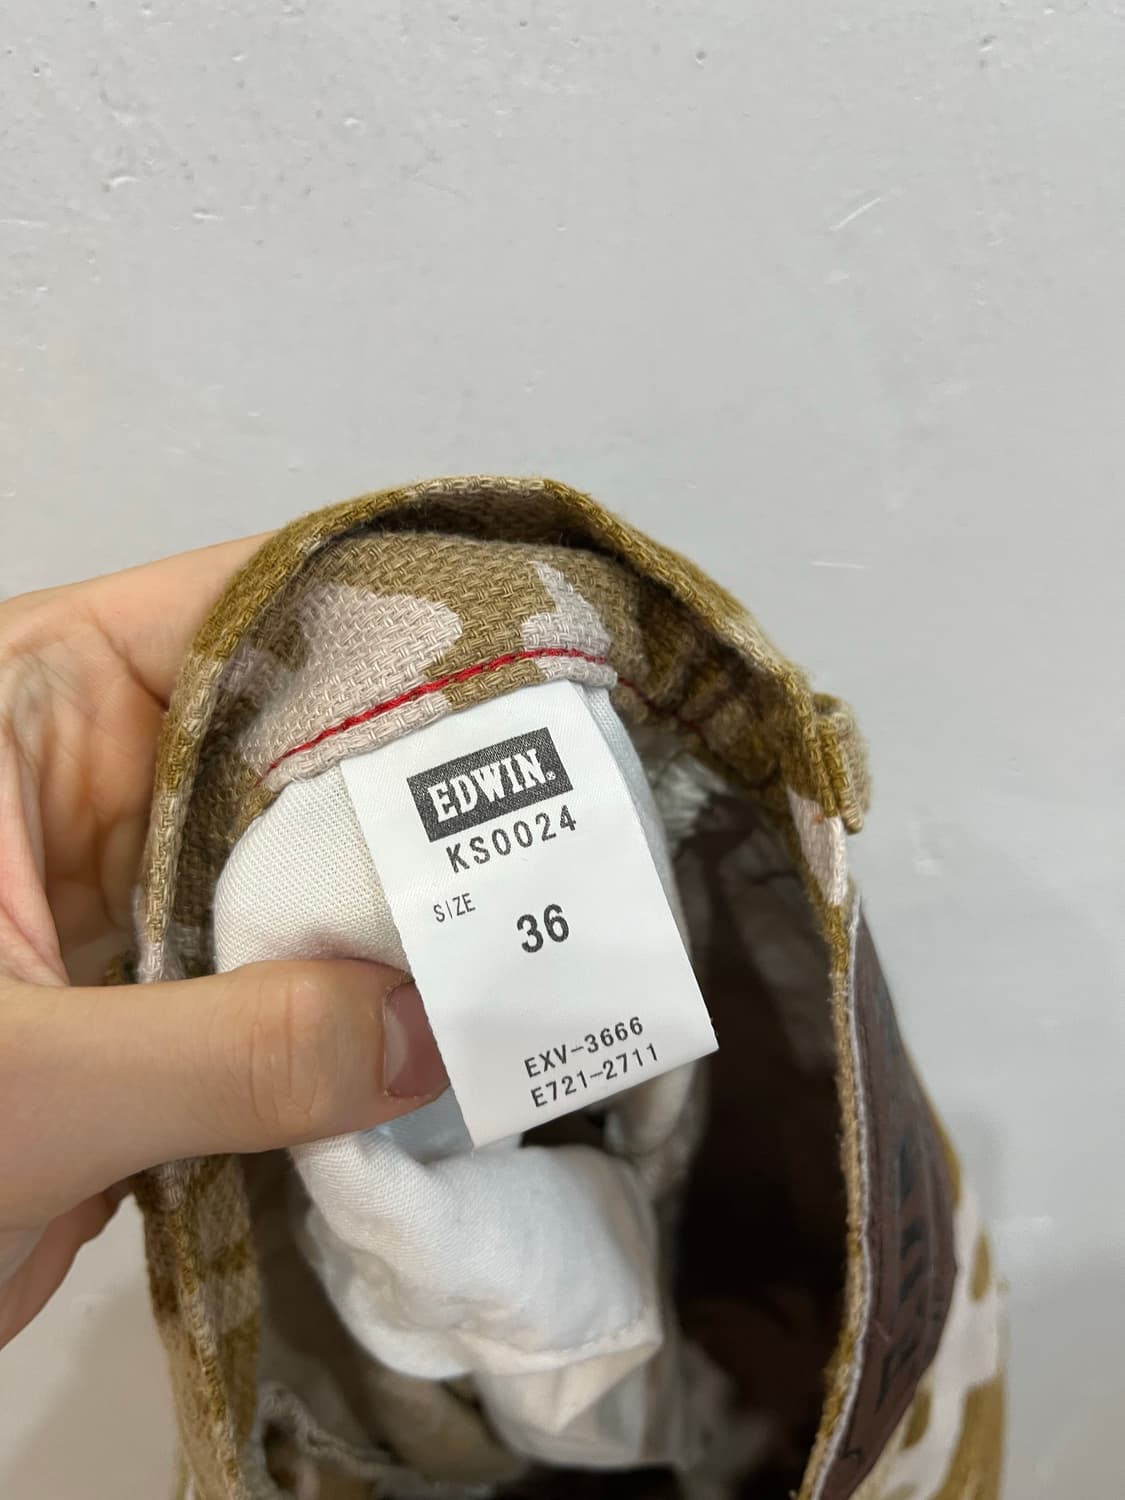 EDWIN.
KS0024
SIZE
36
EXV-3666
E721-2711